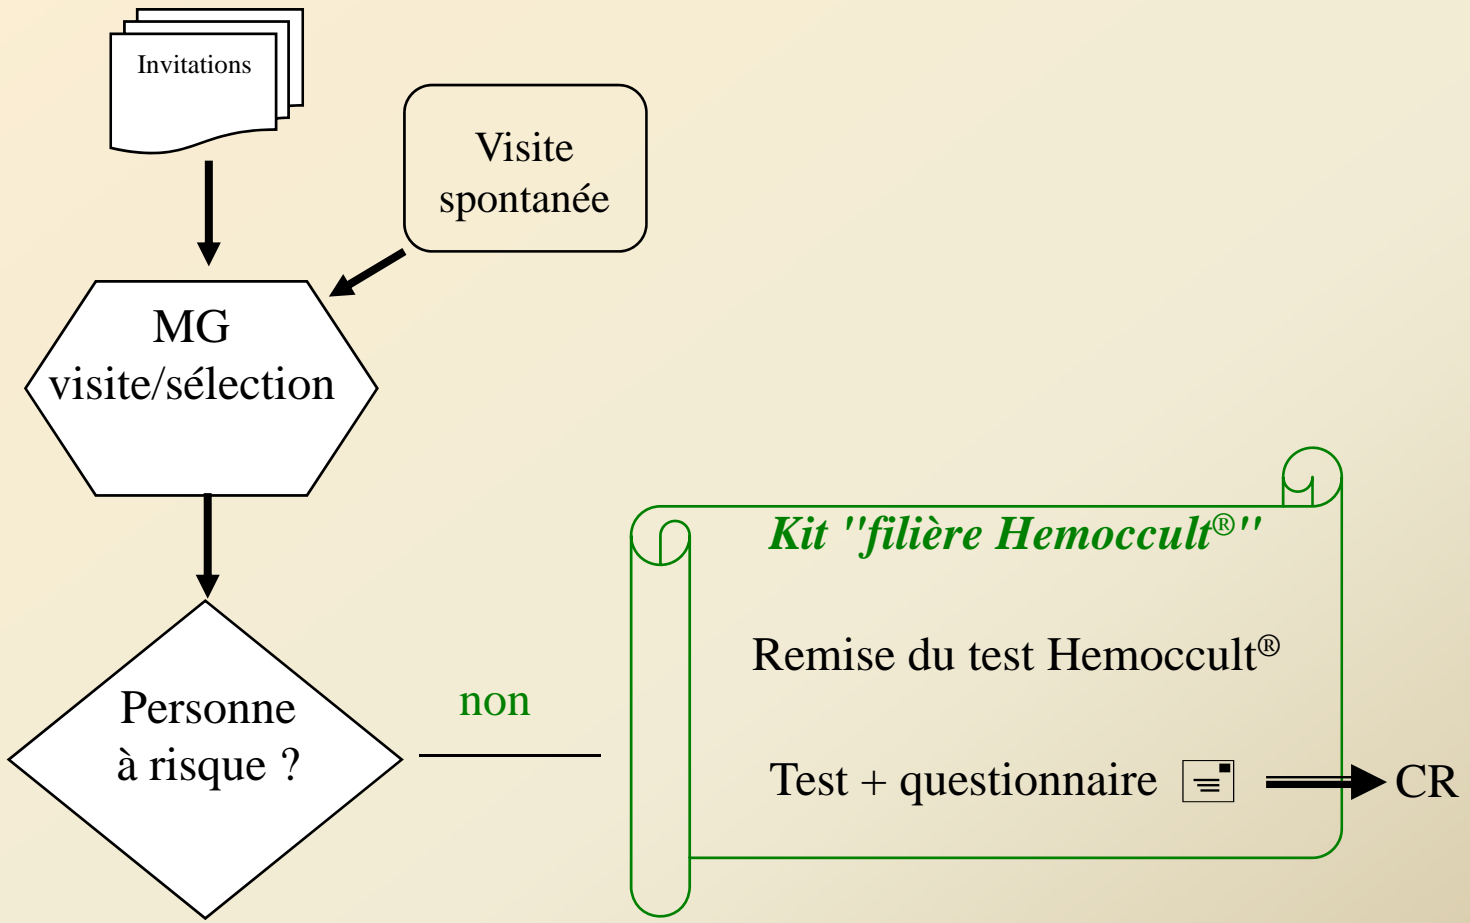 Invitations
Visite
spontanée
MG
visite/sélection
Personne
à risque ?
non
Kit "filière Hemoccult®"
Remise du test Hemoccult®
Test + questionnaire
CR